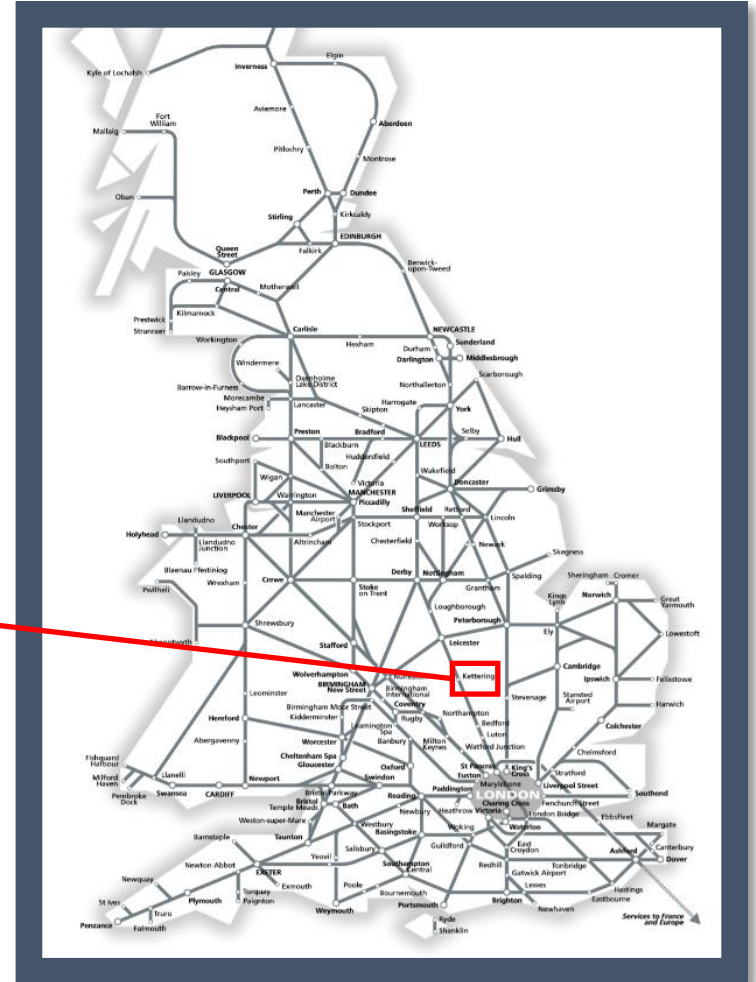 Elgin
Inverness
Kyle of Lochalsh
Aviemore
Fort
William
Aberdeen
Mallaig
Pitlochry
Montrose
Perth
Dundee
Oban
Stirling
Kirkcaldy
EDINBURGH
Queen
Street
Falkirk
Berwick-
upon-Tweed
Paisley
GLASGOW
Central
Motherwell
Prestwick
Kilmarnock
Stranraer
Carlisle
NEWCASTLE
Workington
Hexham
Sunderland
Durham
Windermere
Darlington
Middlesbrough
Oxenholme
Lake District
Scarborough
Barrow-in-Furness
Northallerton
Morecambe
Lancaster
Harrogate
Heysham Port
Skipton
York
Blackpool
Preston
Bradford
Selby
Hull
Blackburn
LEEDS
Huddersfield
Southport
Bolton
Wakefield
Wigan
Victoria
Doncaster
MANCHESTER
Grimsby
LIVERPOOL
Warrington
Piccadilly
Sheffield
Retford
Manchester
Airport
Lincoln
Llandudno
Stockport
Worksop
Holyhead
Chester
Altrincham
Chesterfield
Llandudno
Junction
Newark
Skegness
Blaenau Ffestiniog
Derby
Nottingham
Sheringham
Cromer
Crewe
Spalding
Wrexham
Stoke
on Trent
Grantham
Pwllheli
Kings
Lynn
Norwich
Great
Yarmouth
Loughborough
Peterborough
Shrewsbury
Ely
Lowestoft
Stafford
Leicester
Wolverhampton
Cambridge
Kettering
Ipswich
Felixstowe
BIRMINGHAM
New Street
Birmingham
International
Stansted
Airport
Leominster
Stevenage
Harwich
Coventry
Birmingham Moor Street
Northampton
Kidderminster
Rugby
Hereford
Leamington
Spa
Bedford
Colchester
Abergavenny
Worcester
Banbury
Milton
Keynes
Luton
Watford Junction
Chelmsford
Cheltenham Spa
Fishguard
Harbour
Gloucester
Oxford
St Pancras
King's
Cross
Euston
Stratford
Llanelli
Newport
Swindon
Marylebone
Liverpool Street
Milford
Haven
Paddington
LONDON
Southend
Pembroke
Dock
Swansea
CARDIFF
Bristol Parkway
Reading
Charing Cross
Fenchurch Street
Bristol
Temple Meads
Bath
Newbury
Heathrow
Victoria
London Bridge
Ebbsfleet
Weston-super-Mare
Westbury
Woking
Waterloo
Margate
Barnstaple
Taunton
Basingstoke
East
Croydon
Canterbury
Salisbury
Guildford
Ashford
Newton Abbot
Yeovil
Redhill
Tonbridge
Dover
Southampton
Central
Gatwick Airport
EXETER
Newquay
Exmouth
Poole
Lewes
Hastings
St Ives
Torquay
Bournemouth
Eastbourne
Plymouth
Paignton
Portsmouth
Brighton
Newhaven
Truro
Weymouth
Penzance
Falmouth
Ryde
Shanklin
Services to France
and Europe